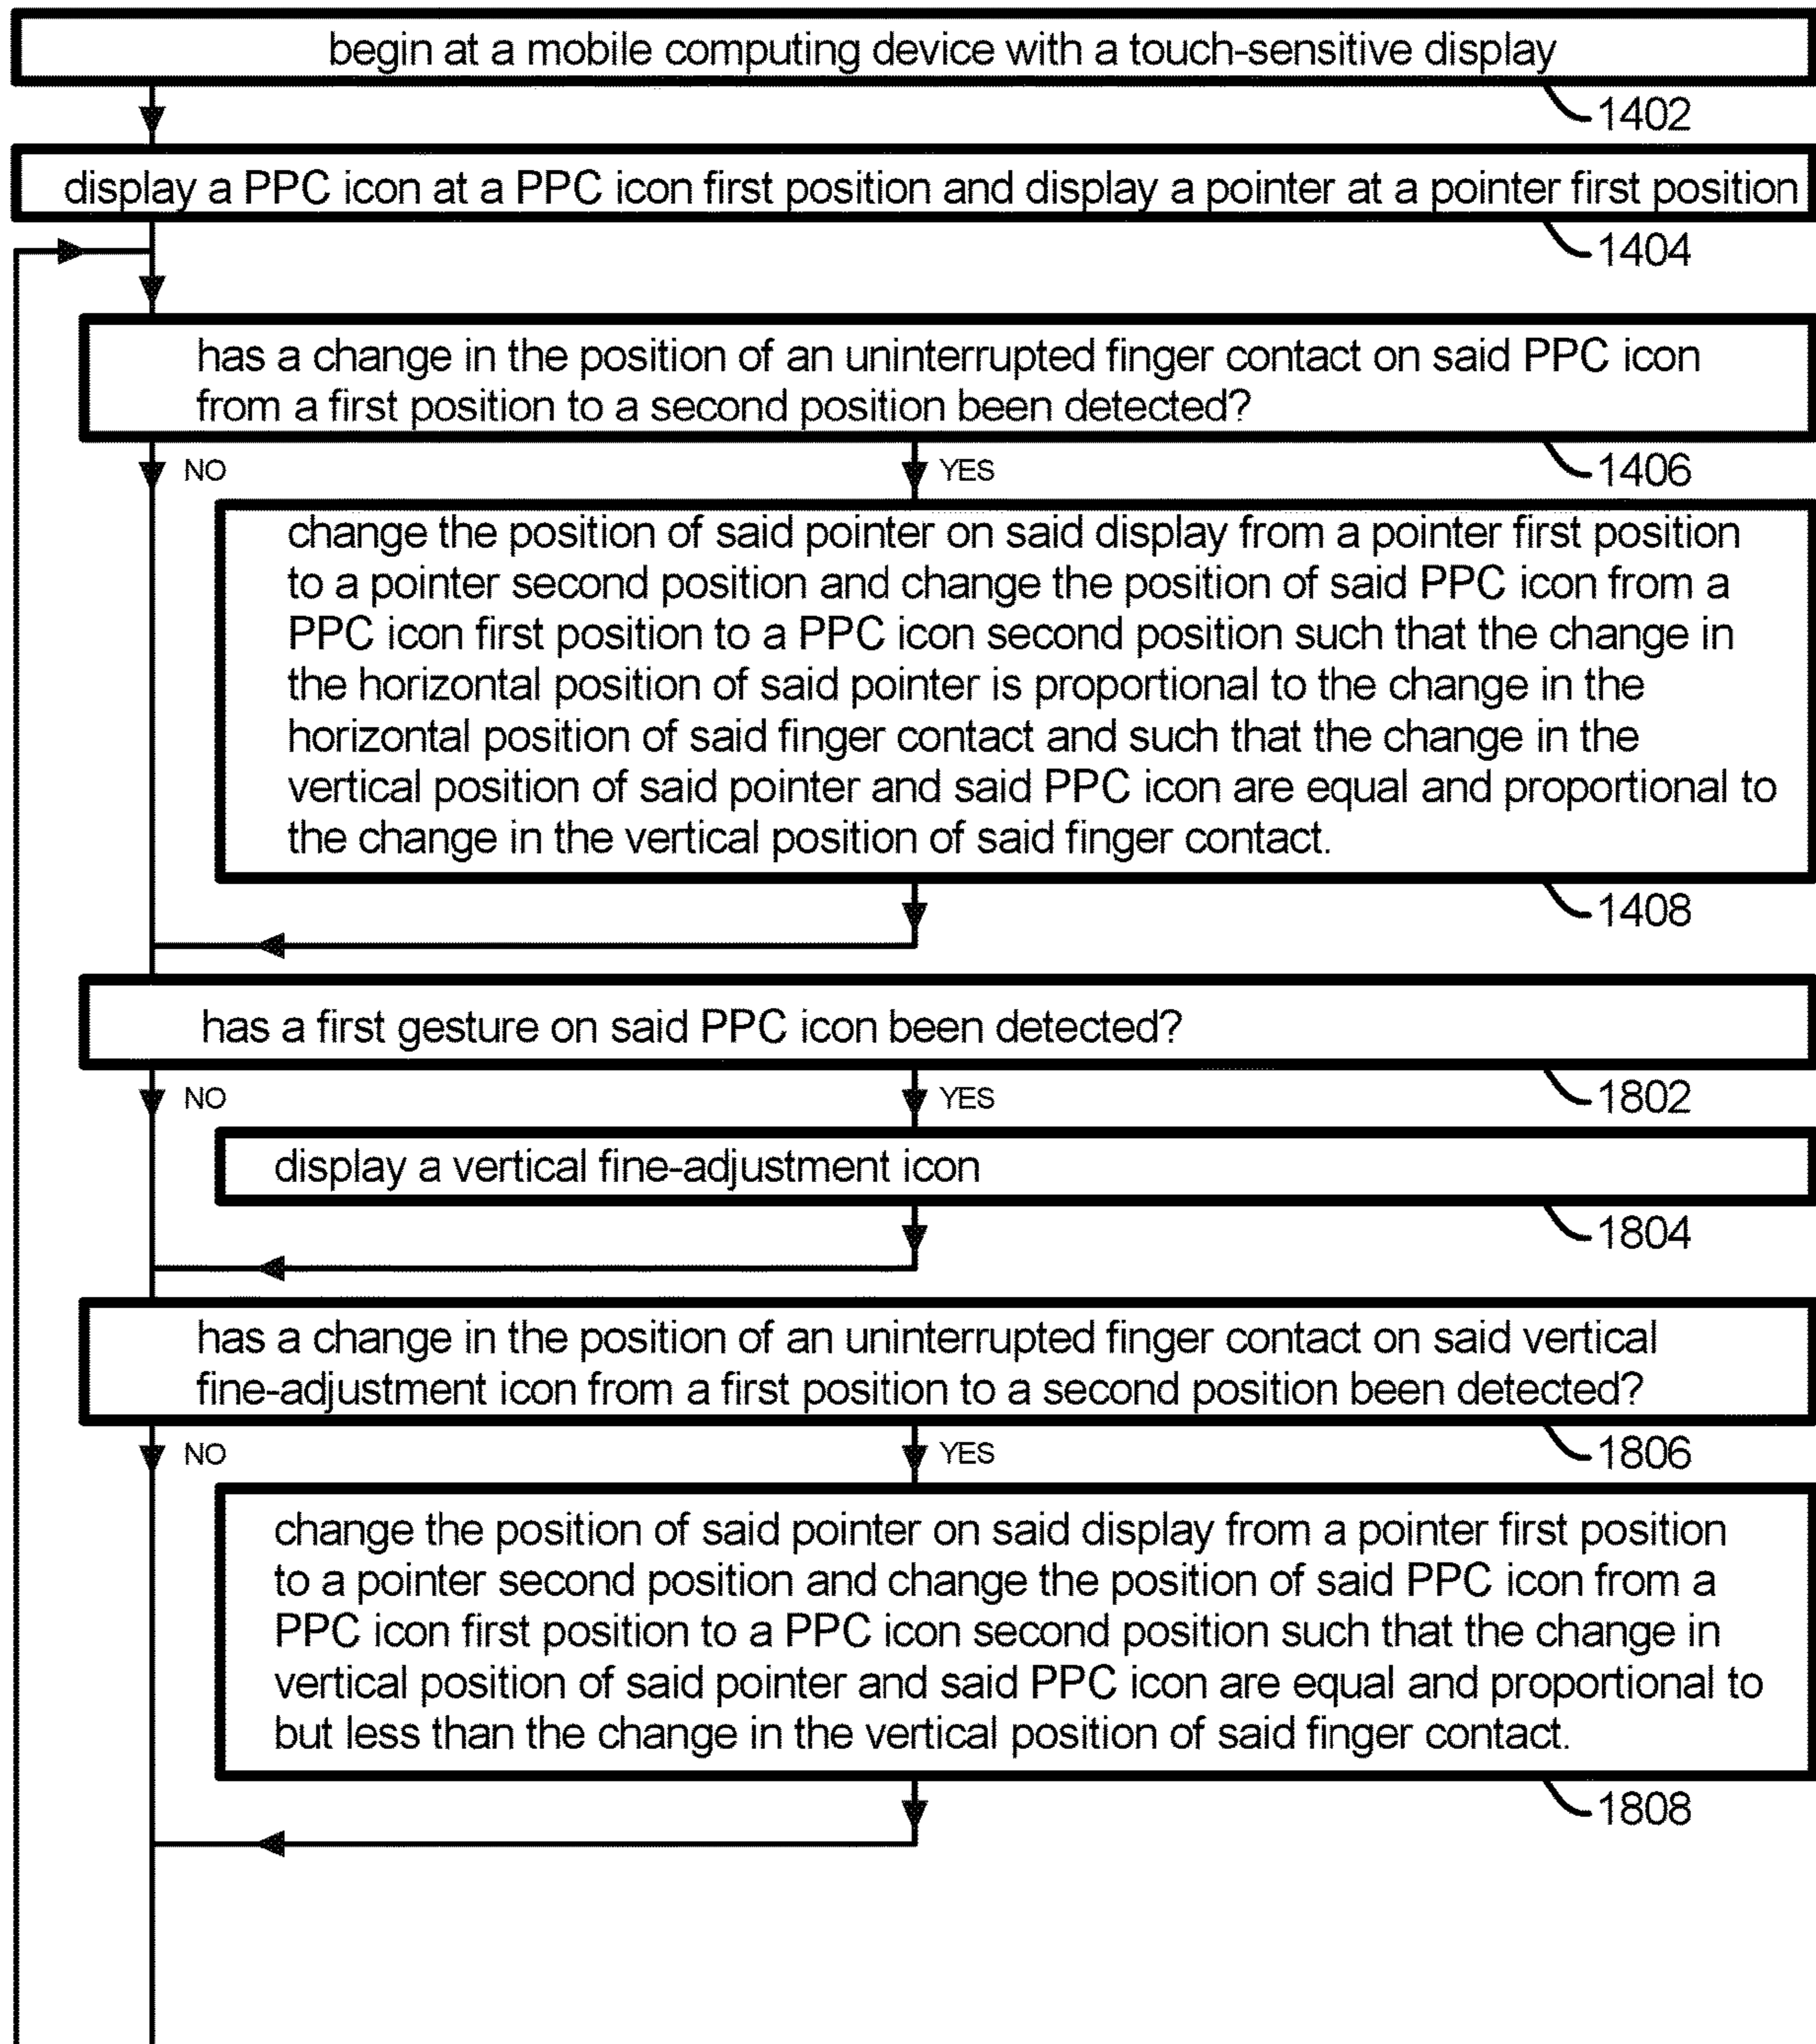 begin at a mobile computing device with a touch-sensitive display
1402
display a PPC icon at a PPC icon first position and display a pointer at a pointer first position
1404
has a change in the position of an uninterrupted finger contact on said PPC icon
from a first position to a second position been detected?
NO YES 1406
change the position of said pointer on said display from a pointer first position
to a pointer second position and change the position of said PPC icon from a
PPC icon first position to a PPC icon second position such that the change in
the horizontal position of said pointer is proportional to the change in the
horizontal position of said finger contact and such that the change in the
vertical position of said pointer and said PPC icon are equal and proportional to
the change in the vertical position of said finger contact.
1408
has a first gesture on said PPC icon been detected?
NO YES 1802
display a vertical fine-adjustment icon
1804
has a change in the position of an uninterrupted finger contact on said vertical
fine-adjustment icon from a first position to a second position been detected?
NO YES 1806
change the position of said pointer on said display from a pointer first position
to a pointer second position and change the position of said PPC icon from a
PPC icon first position to a PPC icon second position such that the change in
vertical position of said pointer and said PPC icon are equal and proportional to
but less than the change in the vertical position of said finger contact.
1808